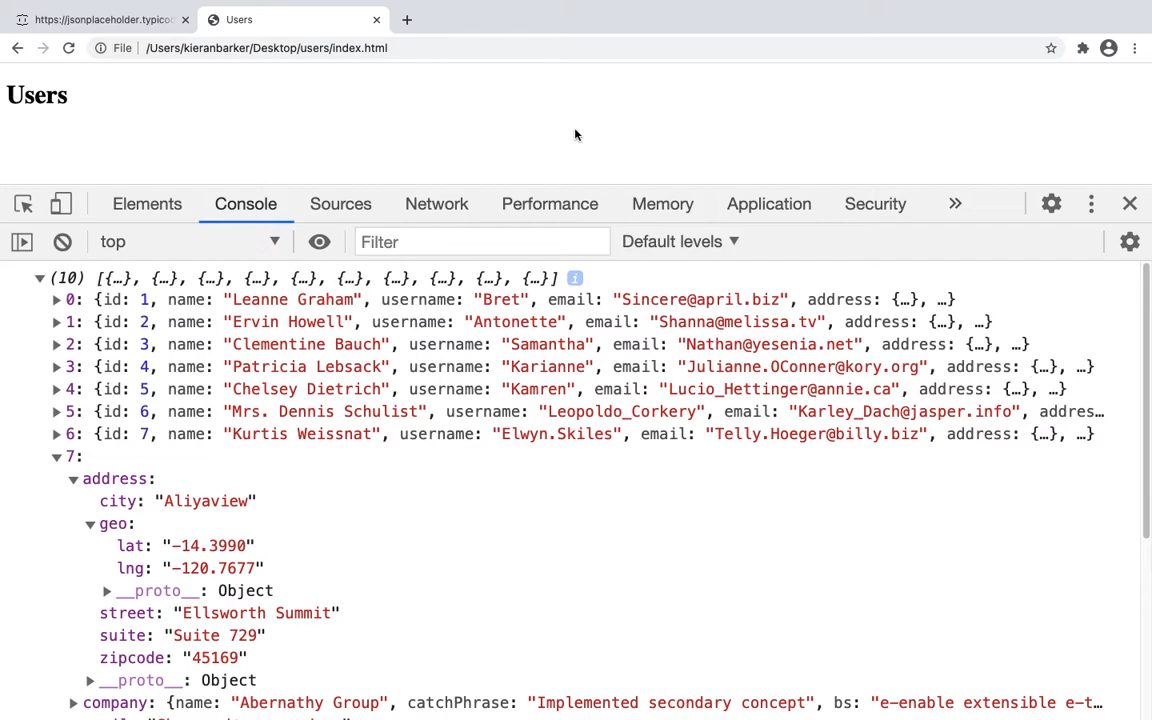 https://jsonplaceholder.typico
Users
File /Users/kieranbarker/Desktop/users/index.html
Users
Elements Console Sources Network Performance Memory Application Security »
top Filter Default levels
(10) [{…}, {…}, {…}, {…}, {…}, {…}, {…}, {…}, {…}, {…}] i
0: {id: 1, name: "Leanne Graham", username: "Bret", email: "Sincere@april.biz", address: {…}, …}
1: {id: 2, name: "Ervin Howell", username: "Antonette", email: "Shanna@melissa.tv", address: {…}, …}
2: {id: 3, name: "Clementine Bauch", username: "Samantha", email: "Nathan@yesenia.net", address: {…}, …}
3: {id: 4, name: "Patricia Lebsack", username: "Karianne", email: "Julianne.OConner@kory.org", address: {…}, …}
4: {id: 5, name: "Chelsey Dietrich", username: "Kamren", email: "Lucio_Hettinger@annie.ca", address: {…}, …}
5: {id: 6, name: "Mrs. Dennis Schulist", username: "Leopoldo_Corkery", email: "Karley_Dach@jasper.info", addres…
6: {id: 7, name: "Kurtis Weissnat", username: "Elwyn.Skiles", email: "Telly.Hoeger@billy.biz", address: {…}, …}
7:
address:
city: "Aliyaview"
geo:
lat: "-14.3990"
lng: "-120.7677"
__proto__: Object
street: "Ellsworth Summit"
suite: "Suite 729"
zipcode: "45169"
__proto__: Object
company: {name: "Abernathy Group", catchPhrase: "Implemented secondary concept", bs: "e-enable extensible e-t…